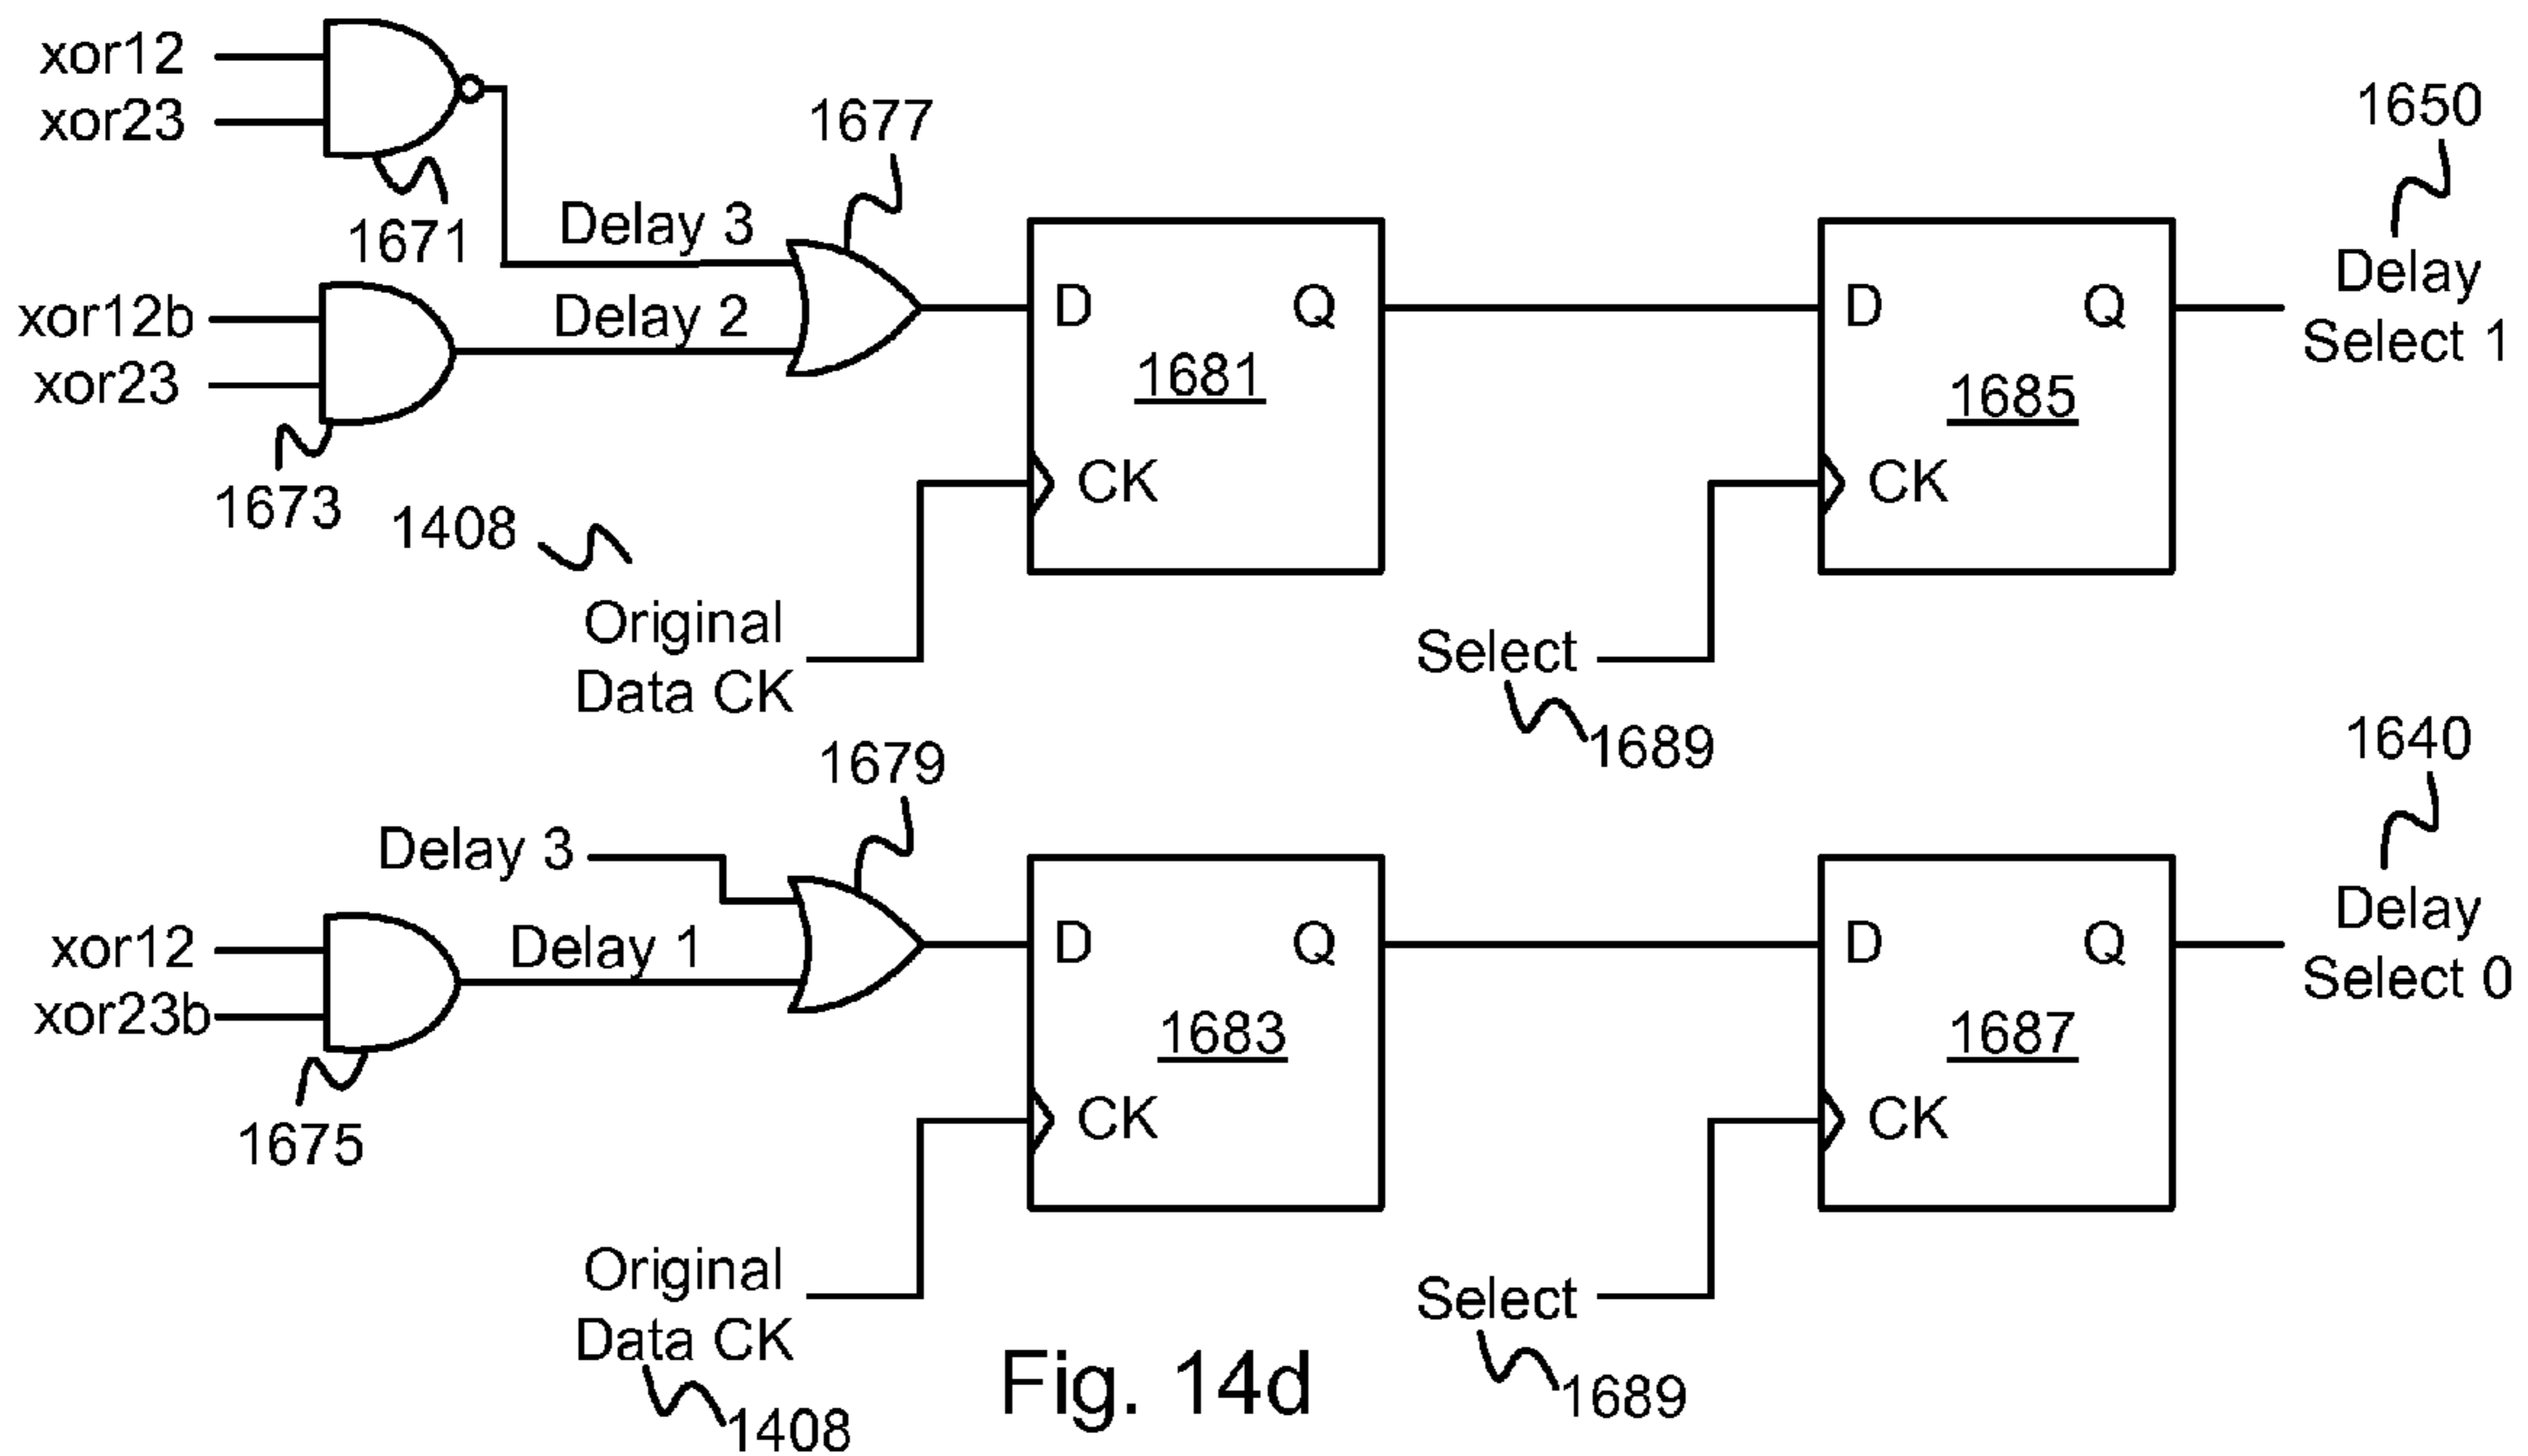 xor12
xor23
1671
xor12b
xor23
1673
Delay 3
Delay 2
1677
D
Q
1681
CK
1408
Original
Data CK
D
Q
1685
CK
Select
1689
1650
Delay
Select 1
xor12
xor23b
1675
Delay 3
Delay 1
1679
D
Q
1683
CK
Original
Data CK
1408
D
Q
1687
CK
Select
1689
1640
Delay
Select 0
Fig. 14d